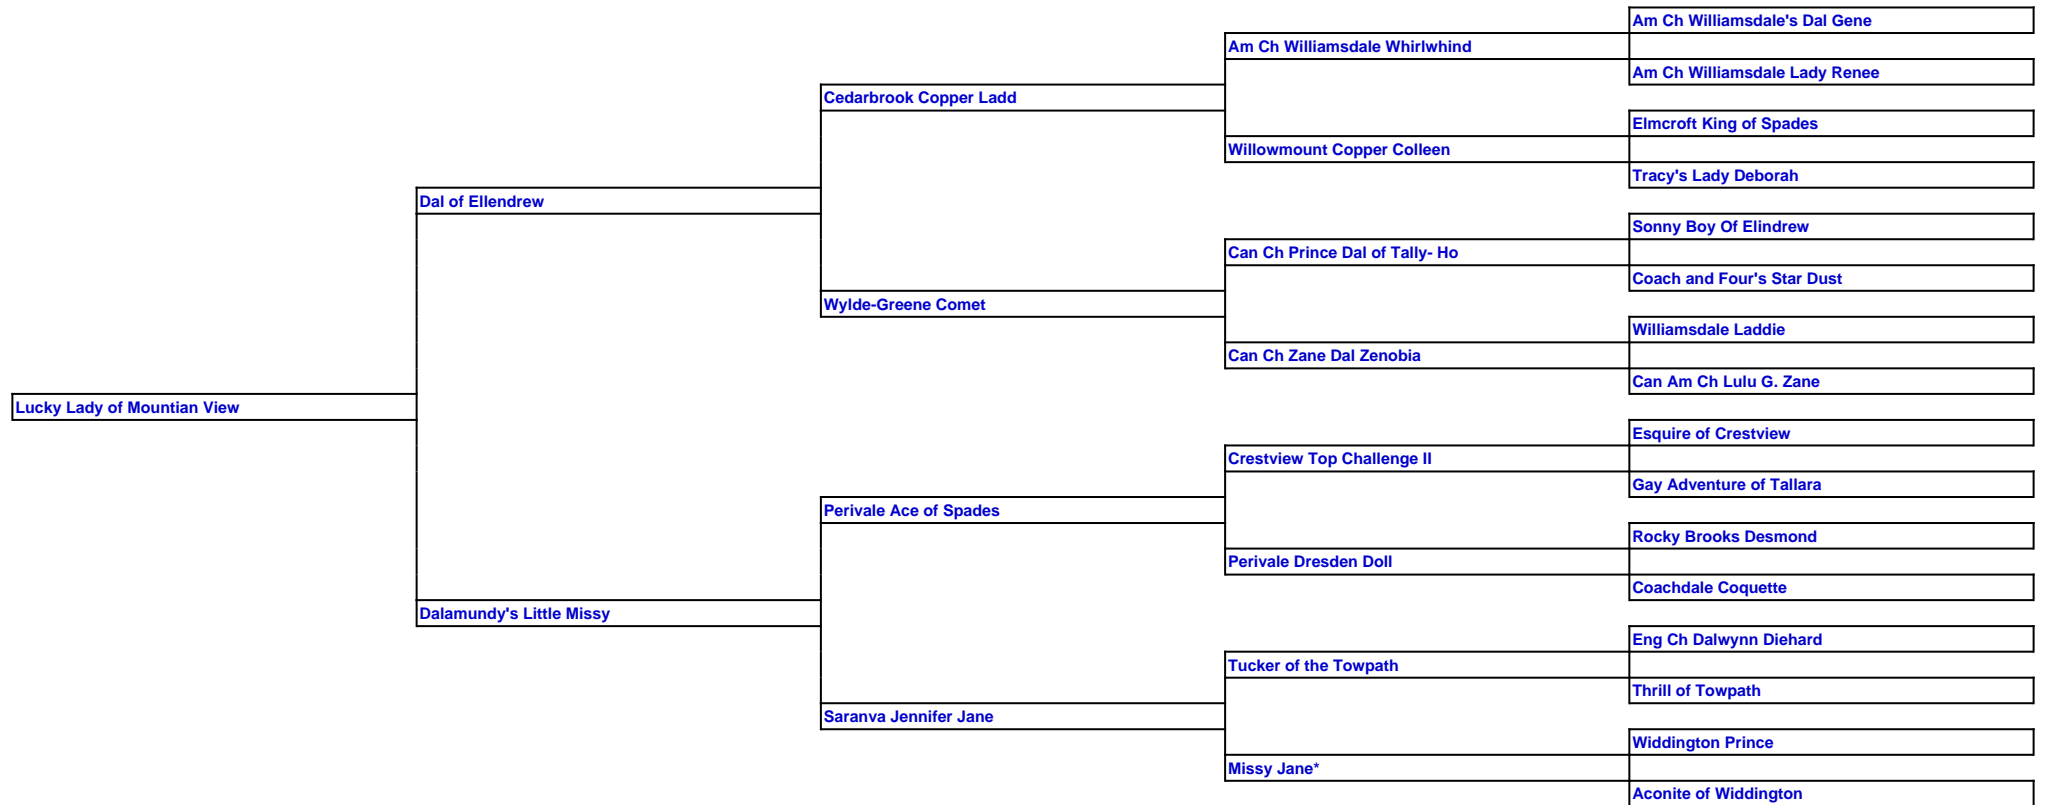 Am Ch Williamsdale's Dal Gene
Am Ch Williamsdale Whirlwhind
Am Ch Williamsdale Lady Renee
Cedarbrook Copper Ladd
Elmcroft King of Spades
Willowmount Copper Colleen
Tracy's Lady Deborah
Dal of Ellendrew
Sonny Boy Of Elindrew
Can Ch Prince Dal of Tally- Ho
Coach and Four's Star Dust
Wylde-Greene Comet
Williamsdale Laddie
Can Ch Zane Dal Zenobia
Can Am Ch Lulu G. Zane
Lucky Lady of Mountian View
Esquire of Crestview
Crestview Top Challenge II
Gay Adventure of Tallara
Perivale Ace of Spades
Rocky Brooks Desmond
Perivale Dresden Doll
Coachdale Coquette
Dalamundy's Little Missy
Eng Ch Dalwynn Diehard
Tucker of the Towpath
Thrill of Towpath
Saranva Jennifer Jane
Widdington Prince
Missy Jane*
Aconite of Widdington